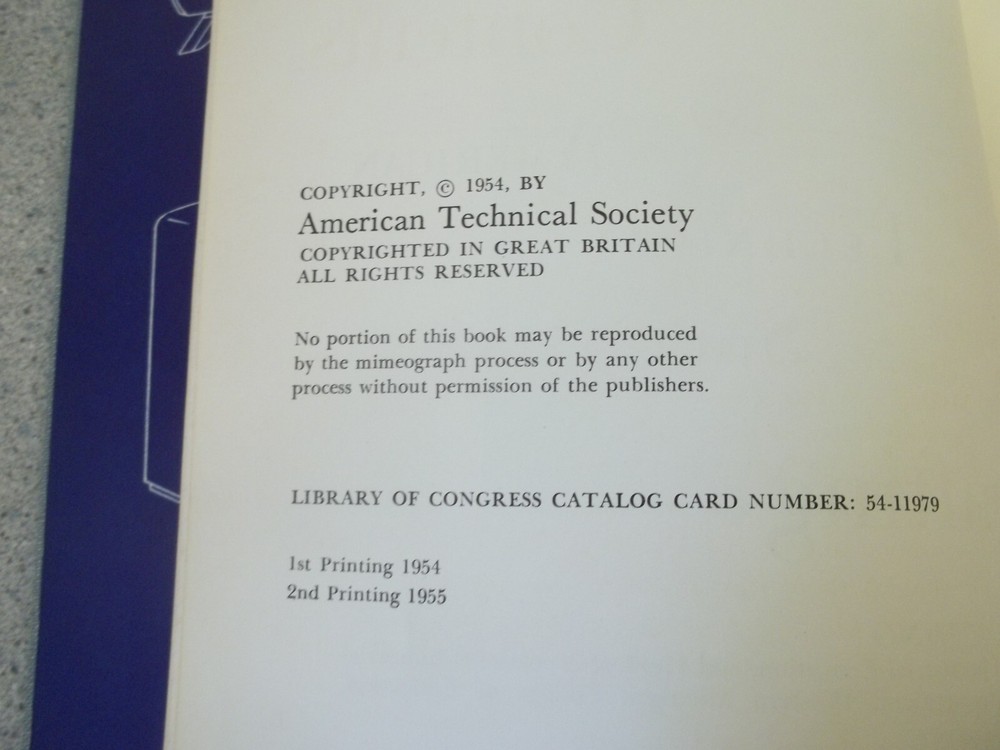 COPYRIGHT, © 1954, BY
American Technical Society
COPYRIGHTED IN GREAT BRITAIN
ALL RIGHTS RESERVED
No portion of this book may be reproduced
by the mimeograph process or by any other
process without permission of the publishers.
LIBRARY OF CONGRESS CATALOG CARD NUMBER: 54-11979
1st Printing 1954
2nd Printing 1955